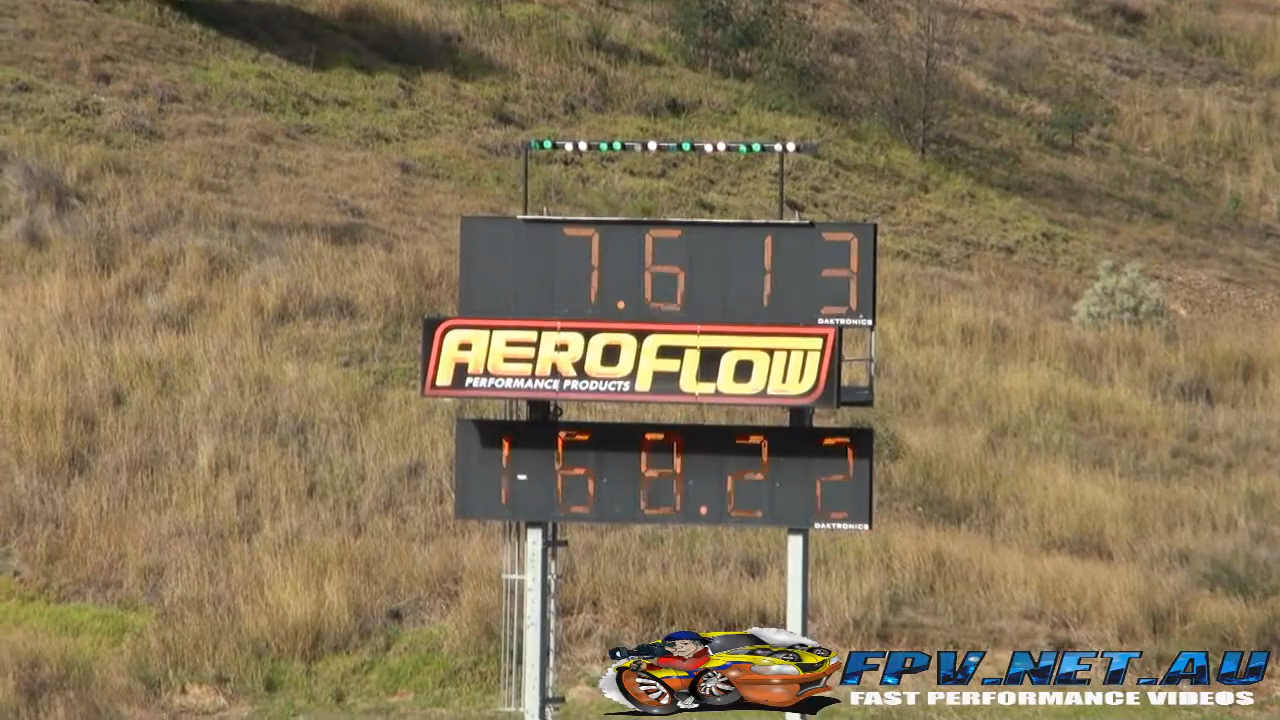 7.613
DAKTRONICS
AEROFLOW
PERFORMANCE PRODUCTS
168.22
DAKTRONICS
FPV.NET.AU
FAST PERFORMANCE VIDEOS